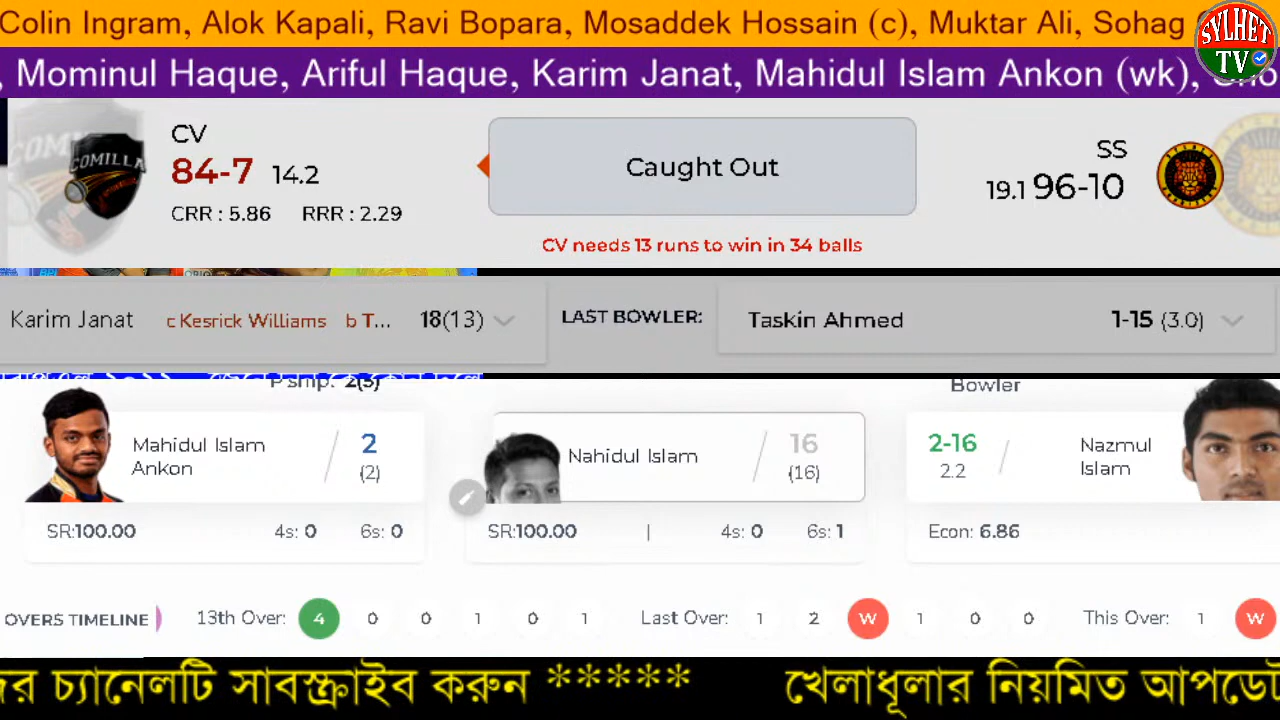 Colin Ingram, Alok Kapali, Ravi Bopara, Mosaddek Hossain (c), Muktar Ali, Sohag
SYLHET
TV
, Mominul Haque, Ariful Haque, Karim Janat, Mahidul Islam Ankon (wk),
CV
84-7 14.2
CRR : 5.86 RRR : 2.29
COMILLA
Caught Out
CV needs 13 runs to win in 34 balls
SS
19.1 96-10
Karim Janat c Kesrick Williams b T... 18(13)
LAST BOWLER:
Taskin Ahmed 1-15 (3.0)
P'ship: 2(3)
Bowler
Mahidul Islam Ankon 2 (2)
SR:100.00 4s: 0 6s: 0
Nahidul Islam 16 (16)
SR:100.00 | 4s: 0 6s: 1
2-16 2.2 Nazmul Islam
Econ: 6.86
OVERS TIMELINE 13th Over: 4 0 0 1 0 1 Last Over: 1 2 W 1 0 0 This Over: 1 W
চ্যানেলটি সাবস্ক্রাইব করুন ***** খেলাধূলার নিয়মিত আপডেট